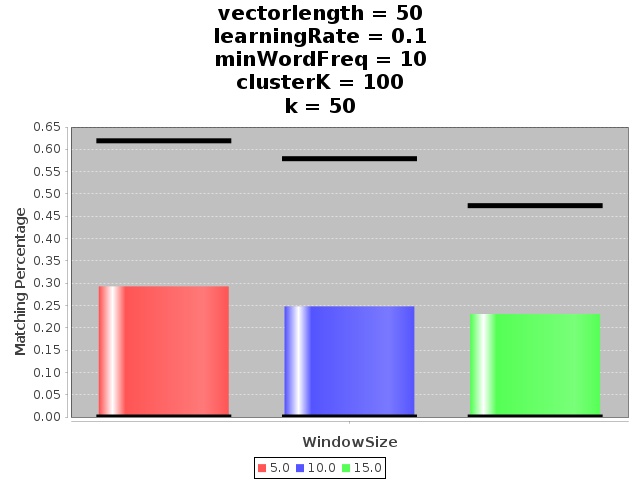 vectorlength = 50
learningRate = 0.1
minWordFreq = 10
clusterK = 100
k = 50
0.65
0.60
0.55
0.50
0.45
0.40
0.35
0.30
0.25
0.20
0.15
0.10
0.05
0.00
Matching Percentage
WindowSize
5.0 10.0 15.0